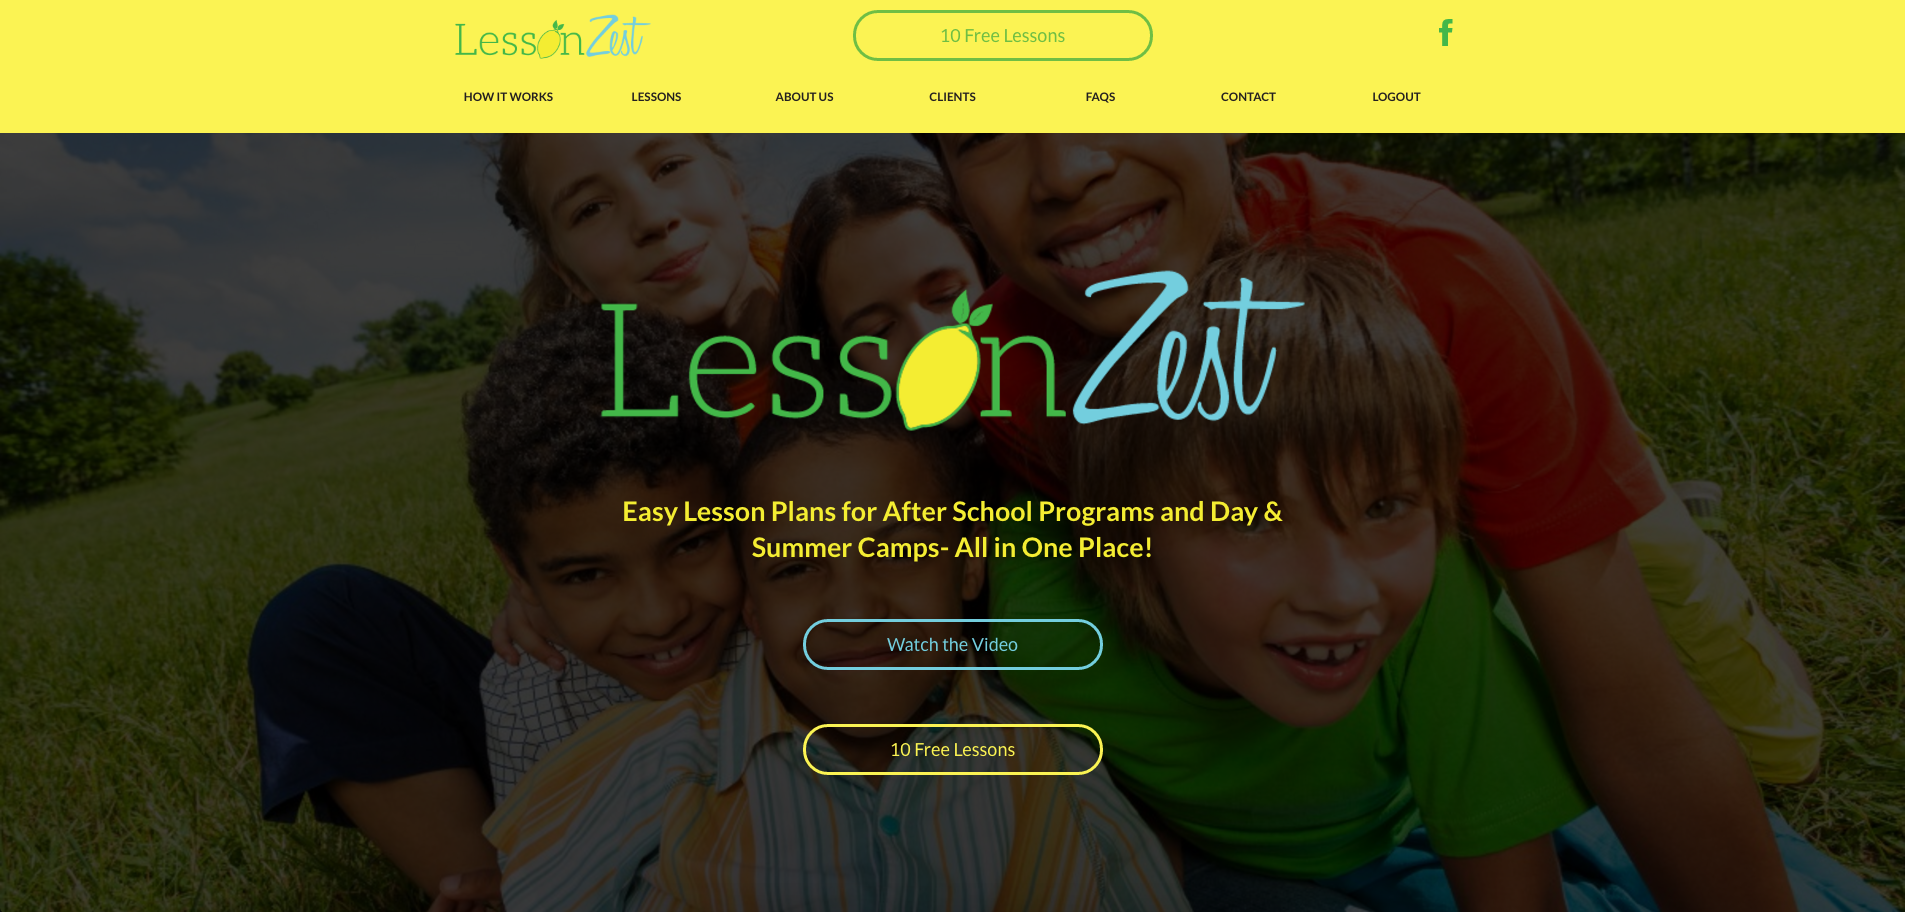 LessonZest
10 Free Lessons
f
HOW IT WORKS
LESSONS
ABOUT US
CLIENTS
FAQS
CONTACT
LOGOUT
LessonZest
Easy Lesson Plans for After School Programs and Day &
Summer Camps- All in One Place!
Watch the Video
10 Free Lessons